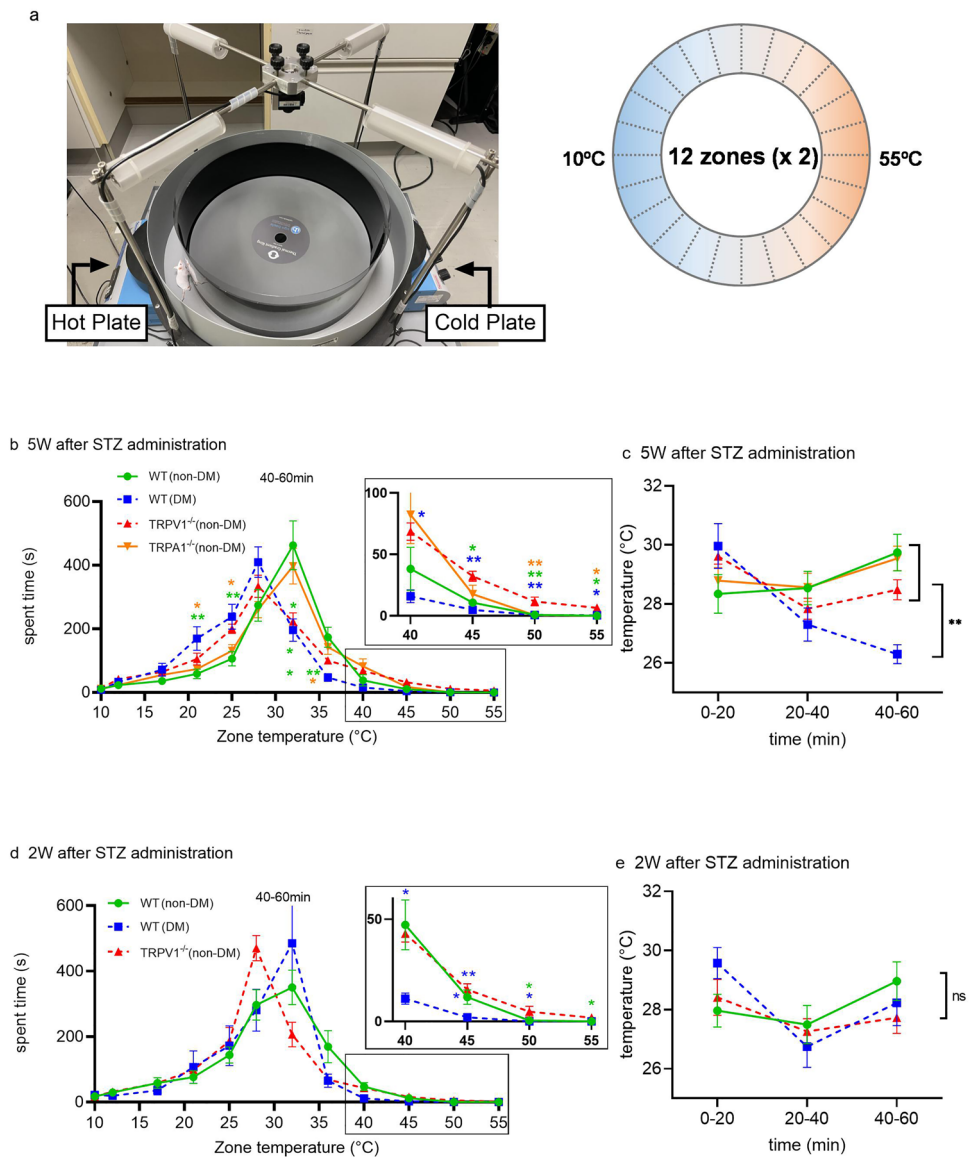 a
10ºC
12 zones (x 2)
55ºC
Hot Plate
Cold Plate
b 5W after STZ administration
WT (non-DM)
WT (DM)
TRPV1-/-(non-DM)
TRPA1-/-(non-DM)
40-60min
600
400
200
0
spent time (s)
10 15 20 25 30 35 40 45 50 55
Zone temperature (°C)
* ** * ** * * * ** *
100
50
0
40 45 50 55
* * ** ** ** ** * * *
c 5W after STZ administration
32
30
28
26
temperature (°C)
0-20 20-40 40-60
time (min)
**
d 2W after STZ administration
WT (non-DM)
WT (DM)
TRPV1-/-(non-DM)
40-60min
600
400
200
0
spent time (s)
10 15 20 25 30 35 40 45 50 55
Zone temperature (°C)
50
0
40 45 50 55
* ** * * * *
e 2W after STZ administration
32
30
28
26
temperature (°C)
0-20 20-40 40-60
time (min)
ns